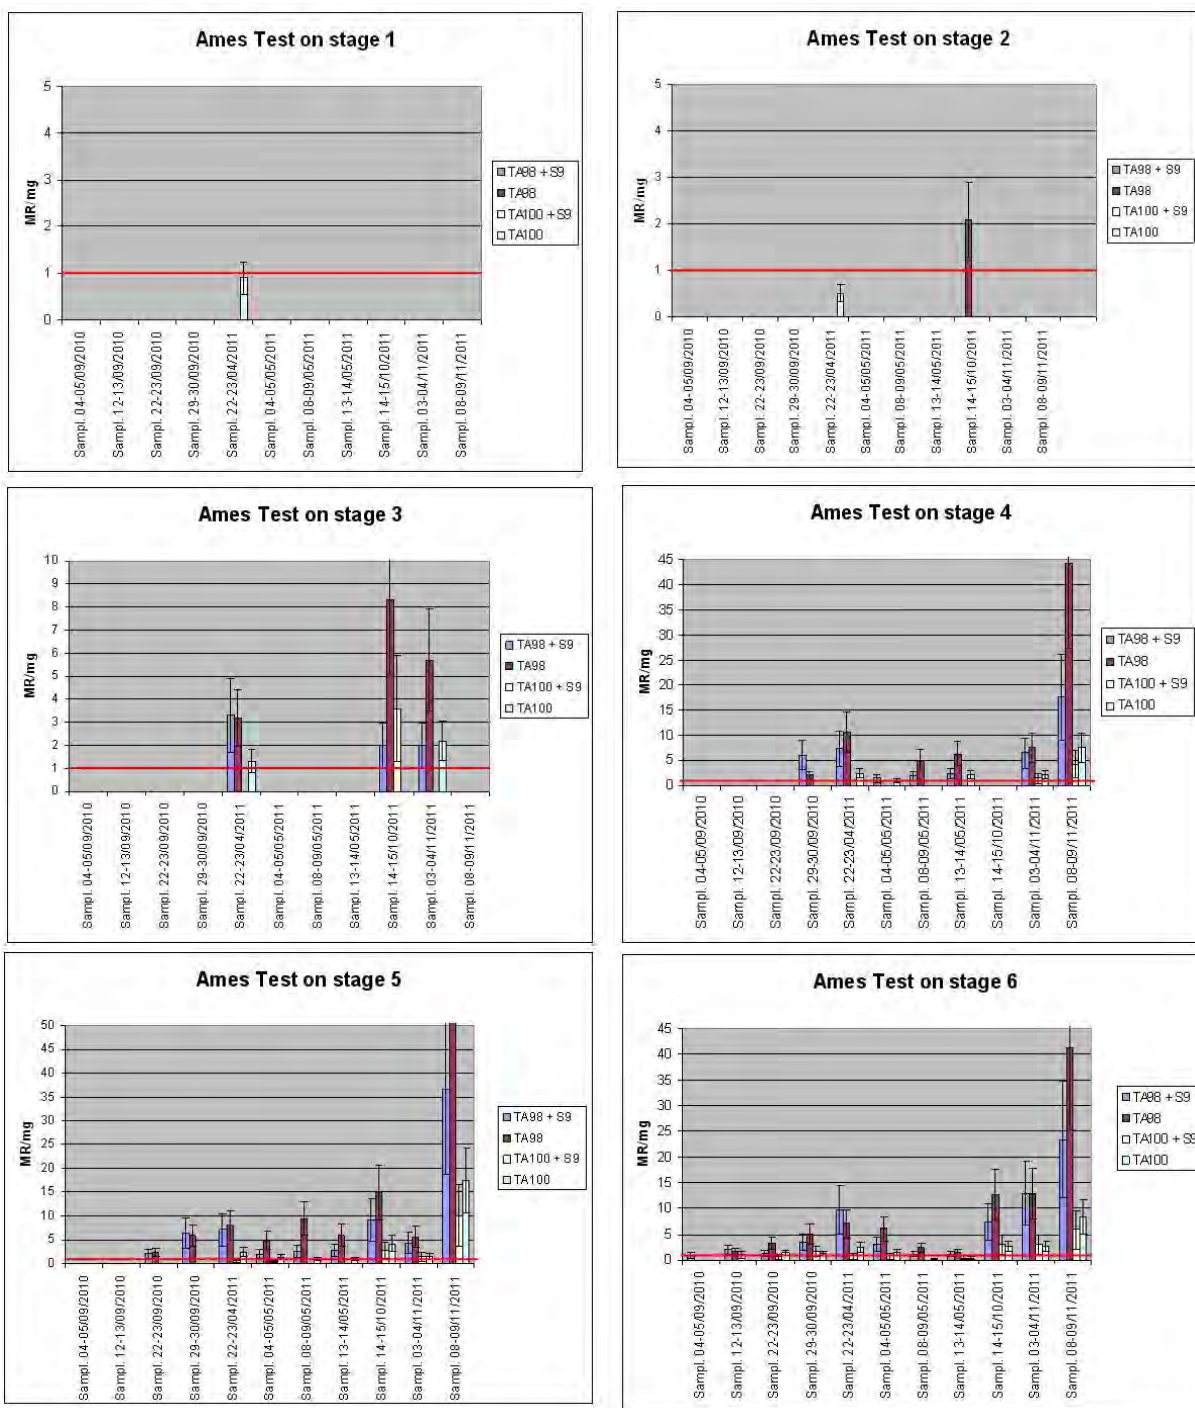 Ames Test on stage 1
5
4
3
2
1
0
MR/mg
TA98 + S9
TA98
TA100 + S9
TA100
Sampl. 04-05/09/2010
Sampl. 12-13/09/2010
Sampl. 22-23/09/2010
Sampl. 29-30/09/2010
Sampl. 22-23/04/2011
Sampl. 04-05/05/2011
Sampl. 08-09/05/2011
Sampl. 13-14/05/2011
Sampl. 14-15/10/2011
Sampl. 03-04/11/2011
Sampl. 08-09/11/2011
Ames Test on stage 2
5
4
3
2
1
0
MR/mg
TA98 + S9
TA98
TA100 + S9
TA100
Sampl. 04-05/09/2010
Sampl. 12-13/09/2010
Sampl. 22-23/09/2010
Sampl. 29-30/09/2010
Sampl. 22-23/04/2011
Sampl. 04-05/05/2011
Sampl. 08-09/05/2011
Sampl. 13-14/05/2011
Sampl. 14-15/10/2011
Sampl. 03-04/11/2011
Sampl. 08-09/11/2011
Ames Test on stage 3
10
9
8
7
6
5
4
3
2
1
0
MR/mg
TA98 + S9
TA98
TA100 + S9
TA100
Sampl. 04-05/09/2010
Sampl. 12-13/09/2010
Sampl. 22-23/09/2010
Sampl. 29-30/09/2010
Sampl. 22-23/04/2011
Sampl. 04-05/05/2011
Sampl. 08-09/05/2011
Sampl. 13-14/05/2011
Sampl. 14-15/10/2011
Sampl. 03-04/11/2011
Sampl. 08-09/11/2011
Ames Test on stage 4
45
40
35
30
25
20
15
10
5
0
MR/mg
TA98 + S9
TA98
TA100 + S9
TA100
Sampl. 04-05/09/2010
Sampl. 12-13/09/2010
Sampl. 22-23/09/2010
Sampl. 29-30/09/2010
Sampl. 22-23/04/2011
Sampl. 04-05/05/2011
Sampl. 08-09/05/2011
Sampl. 13-14/05/2011
Sampl. 14-15/10/2011
Sampl. 03-04/11/2011
Sampl. 08-09/11/2011
Ames Test on stage 5
50
45
40
35
30
25
20
15
10
5
0
MR/mg
TA98 + S9
TA98
TA100 + S9
TA100
Sampl. 04-05/09/2010
Sampl. 12-13/09/2010
Sampl. 22-23/09/2010
Sampl. 29-30/09/2010
Sampl. 22-23/04/2011
Sampl. 04-05/05/2011
Sampl. 08-09/05/2011
Sampl. 13-14/05/2011
Sampl. 14-15/10/2011
Sampl. 03-04/11/2011
Sampl. 08-09/11/2011
Ames Test on stage 6
45
40
35
30
25
20
15
10
5
0
MR/mg
TA98 + S9
TA98
TA100 + S9
TA100
Sampl. 04-05/09/2010
Sampl. 12-13/09/2010
Sampl. 22-23/09/2010
Sampl. 29-30/09/2010
Sampl. 22-23/04/2011
Sampl. 04-05/05/2011
Sampl. 08-09/05/2011
Sampl. 13-14/05/2011
Sampl. 14-15/10/2011
Sampl. 03-04/11/2011
Sampl. 08-09/11/2011